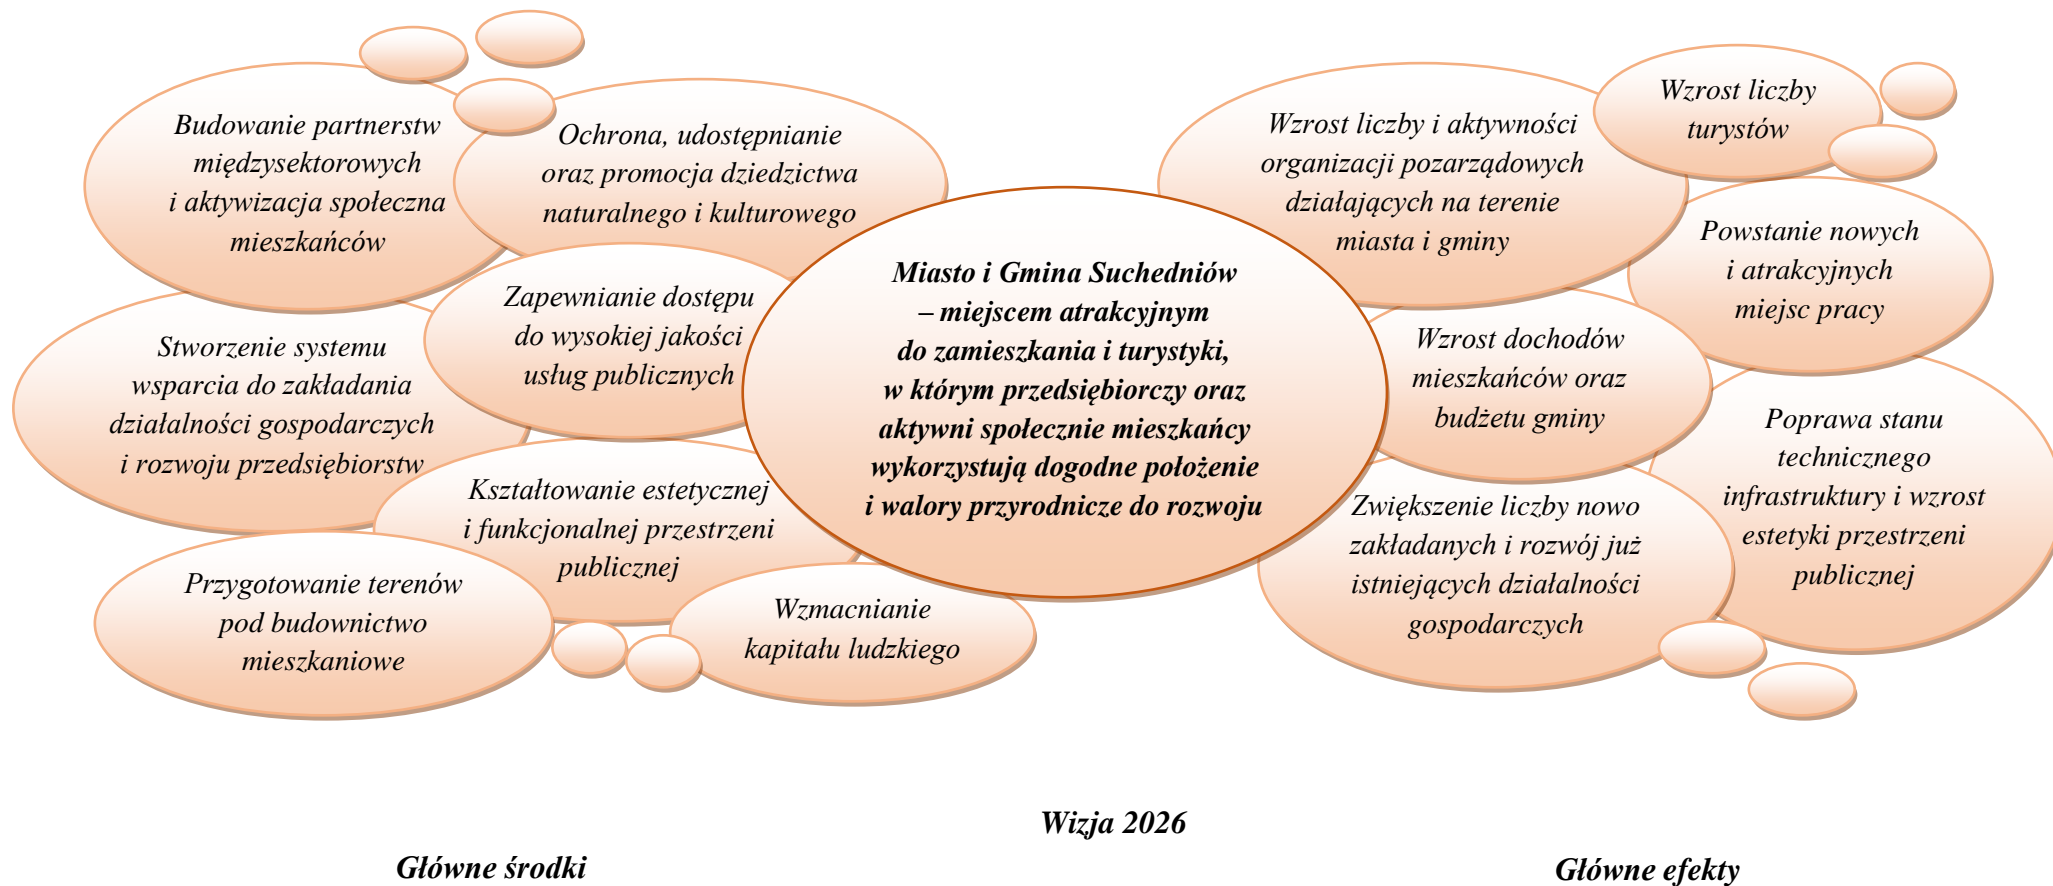 Budowanie partnerstw
międzysektorowych
i aktywizacja społeczna
mieszkańców
Ochrona, udostępnianie
oraz promocja dziedzictwa
naturalnego i kulturowego
Zapewnianie dostępu
do wysokiej jakości
usług publicznych
Stworzenie systemu
wsparcia do zakładania
działalności gospodarczych
i rozwoju przedsiębiorstw
Kształtowanie estetycznej
i funkcjonalnej przestrzeni
publicznej
Przygotowanie terenów
pod budownictwo
mieszkaniowe
Wzmacnianie
kapitału ludzkiego
Miasto i Gmina Suchedniów
– miejscem atrakcyjnym
do zamieszkania i turystyki,
w którym przedsiębiorczy oraz
aktywni społecznie mieszkańcy
wykorzystują dogodne położenie
i walory przyrodnicze do rozwoju
Wzrost liczby i aktywności
organizacji pozarządowych
działających na terenie
miasta i gminy
Wzrost liczby
turystów
Powstanie nowych
i atrakcyjnych
miejsc pracy
Wzrost dochodów
mieszkańców oraz
budżetu gminy
Poprawa stanu
technicznego
infrastruktury i wzrost
estetyki przestrzeni
publicznej
Zwiększenie liczby nowo
zakładanych i rozwój już
istniejących działalności
gospodarczych
Wizja 2026
Główne środki
Główne efekty